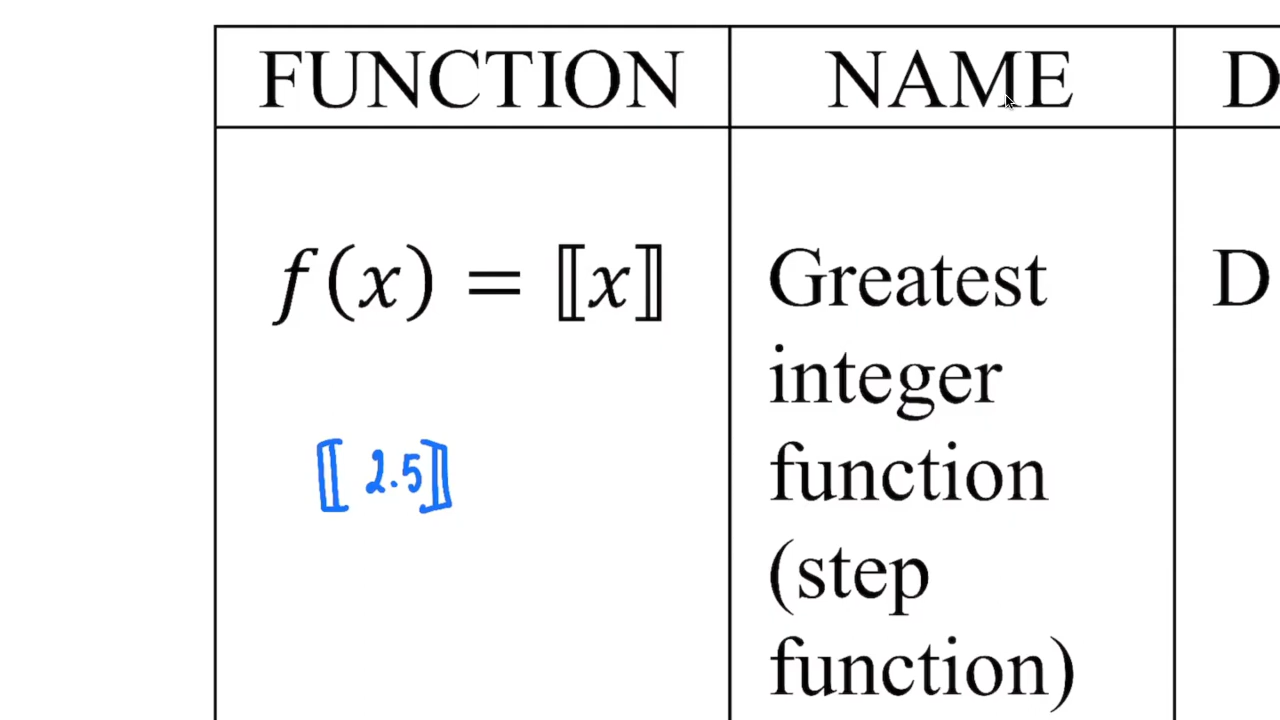 FUNCTION NAME D
f(x) = ⟦x⟧ Greatest D
integer
⟦ 2.5⟧ function
(step
function)